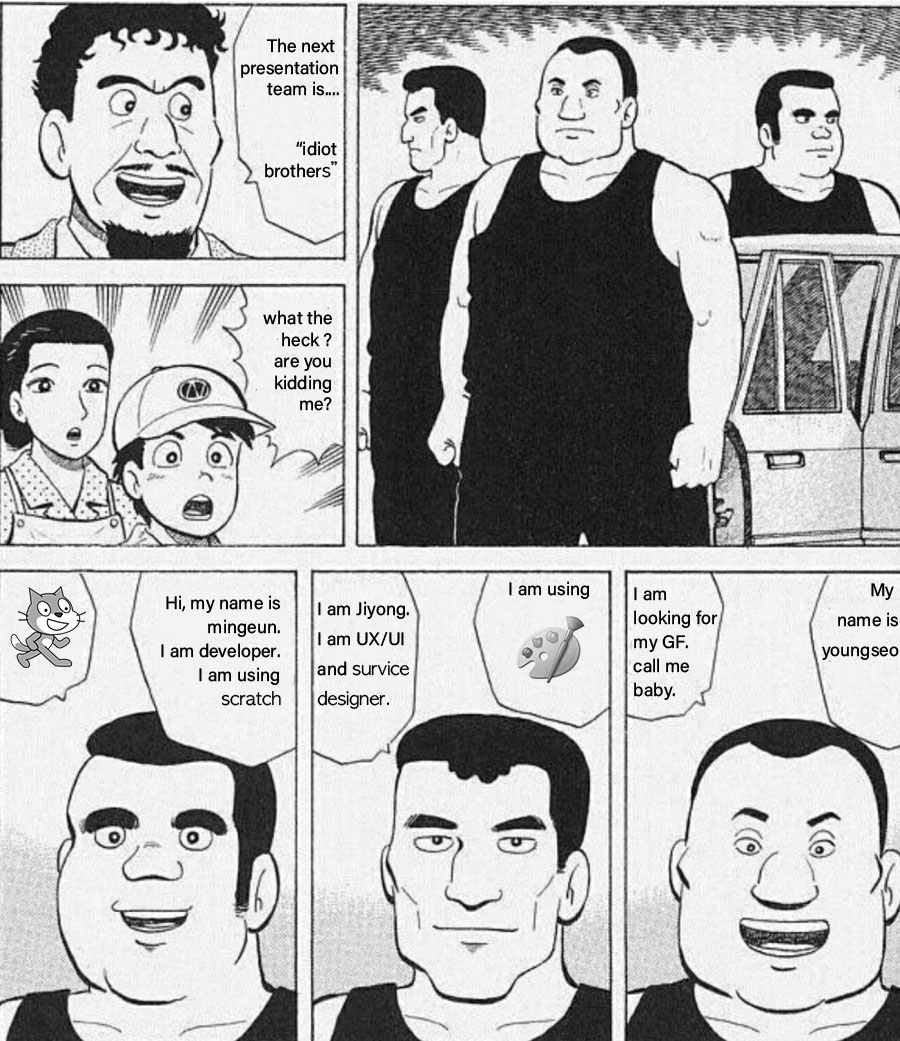 The next
presentation
team is....
“idiot
brothers”
what the
heck ?
are you
kidding
me?
Hi, my name is
mingeun.
I am developer.
I am using
scratch
I am Jiyong.
I am UX/UI
and survice
designer.
I am using
My
name is
youngseo
I am
looking for
my GF.
call me
baby.